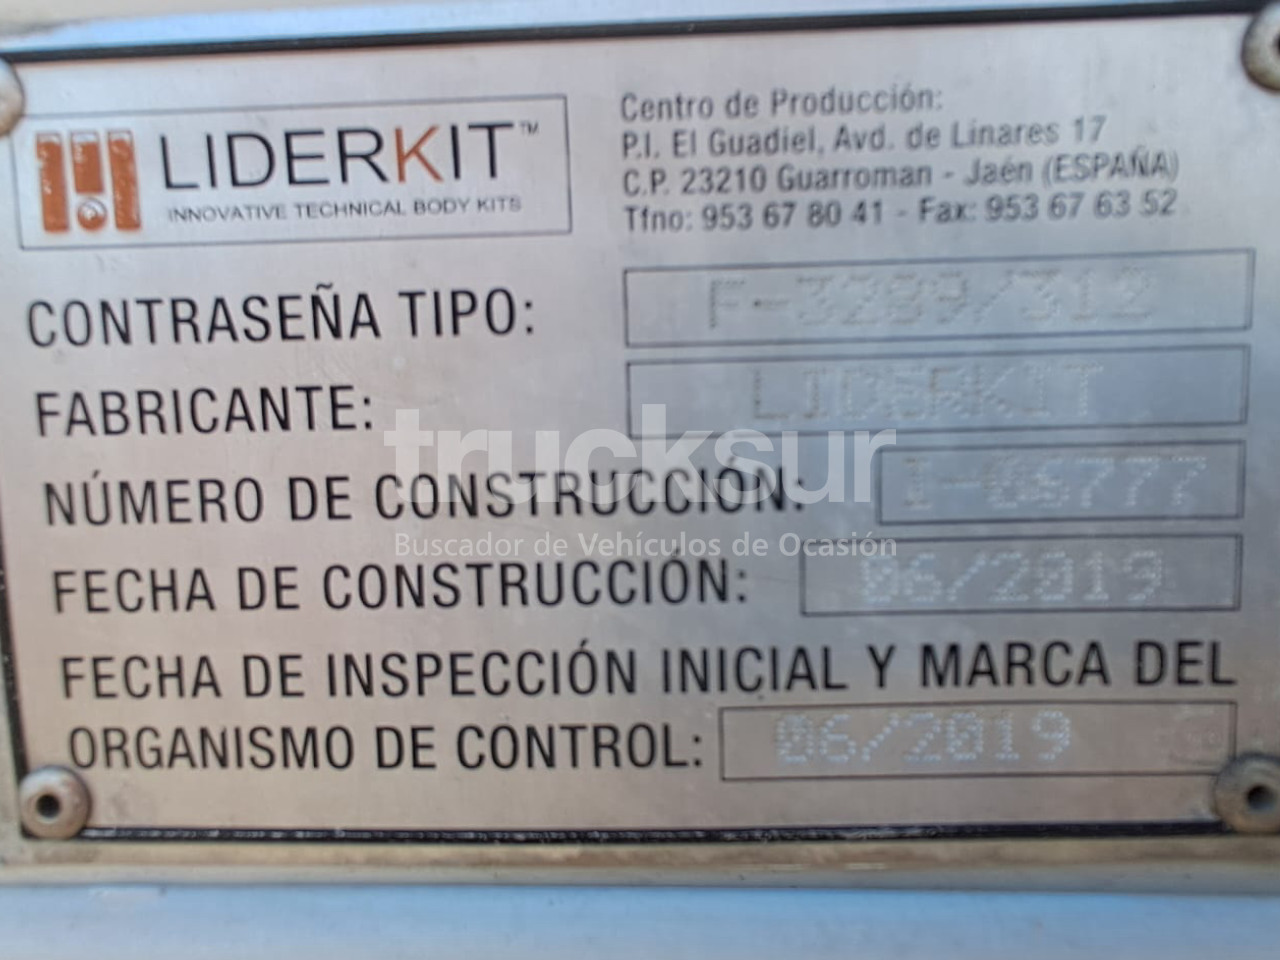 LIDERKIT™
INNOVATIVE TECHNICAL BODY KITS
Centro de Producción:
P.I. El Guadiel, Avd. de Linares 17
C.P. 23210 Guarroman - Jaén (ESPAÑA)
Tfno: 953 67 80 41 - Fax: 953 67 63 52
CONTRASEÑA TIPO: F-3289/312
FABRICANTE: LIDERKIT
NÚMERO DE CONSTRUCCIÓN: I-05777
FECHA DE CONSTRUCCIÓN: 06/2019
FECHA DE INSPECCIÓN INICIAL Y MARCA DEL
ORGANISMO DE CONTROL: 06/2019
trucksur
Buscador de Vehículos de Ocasión